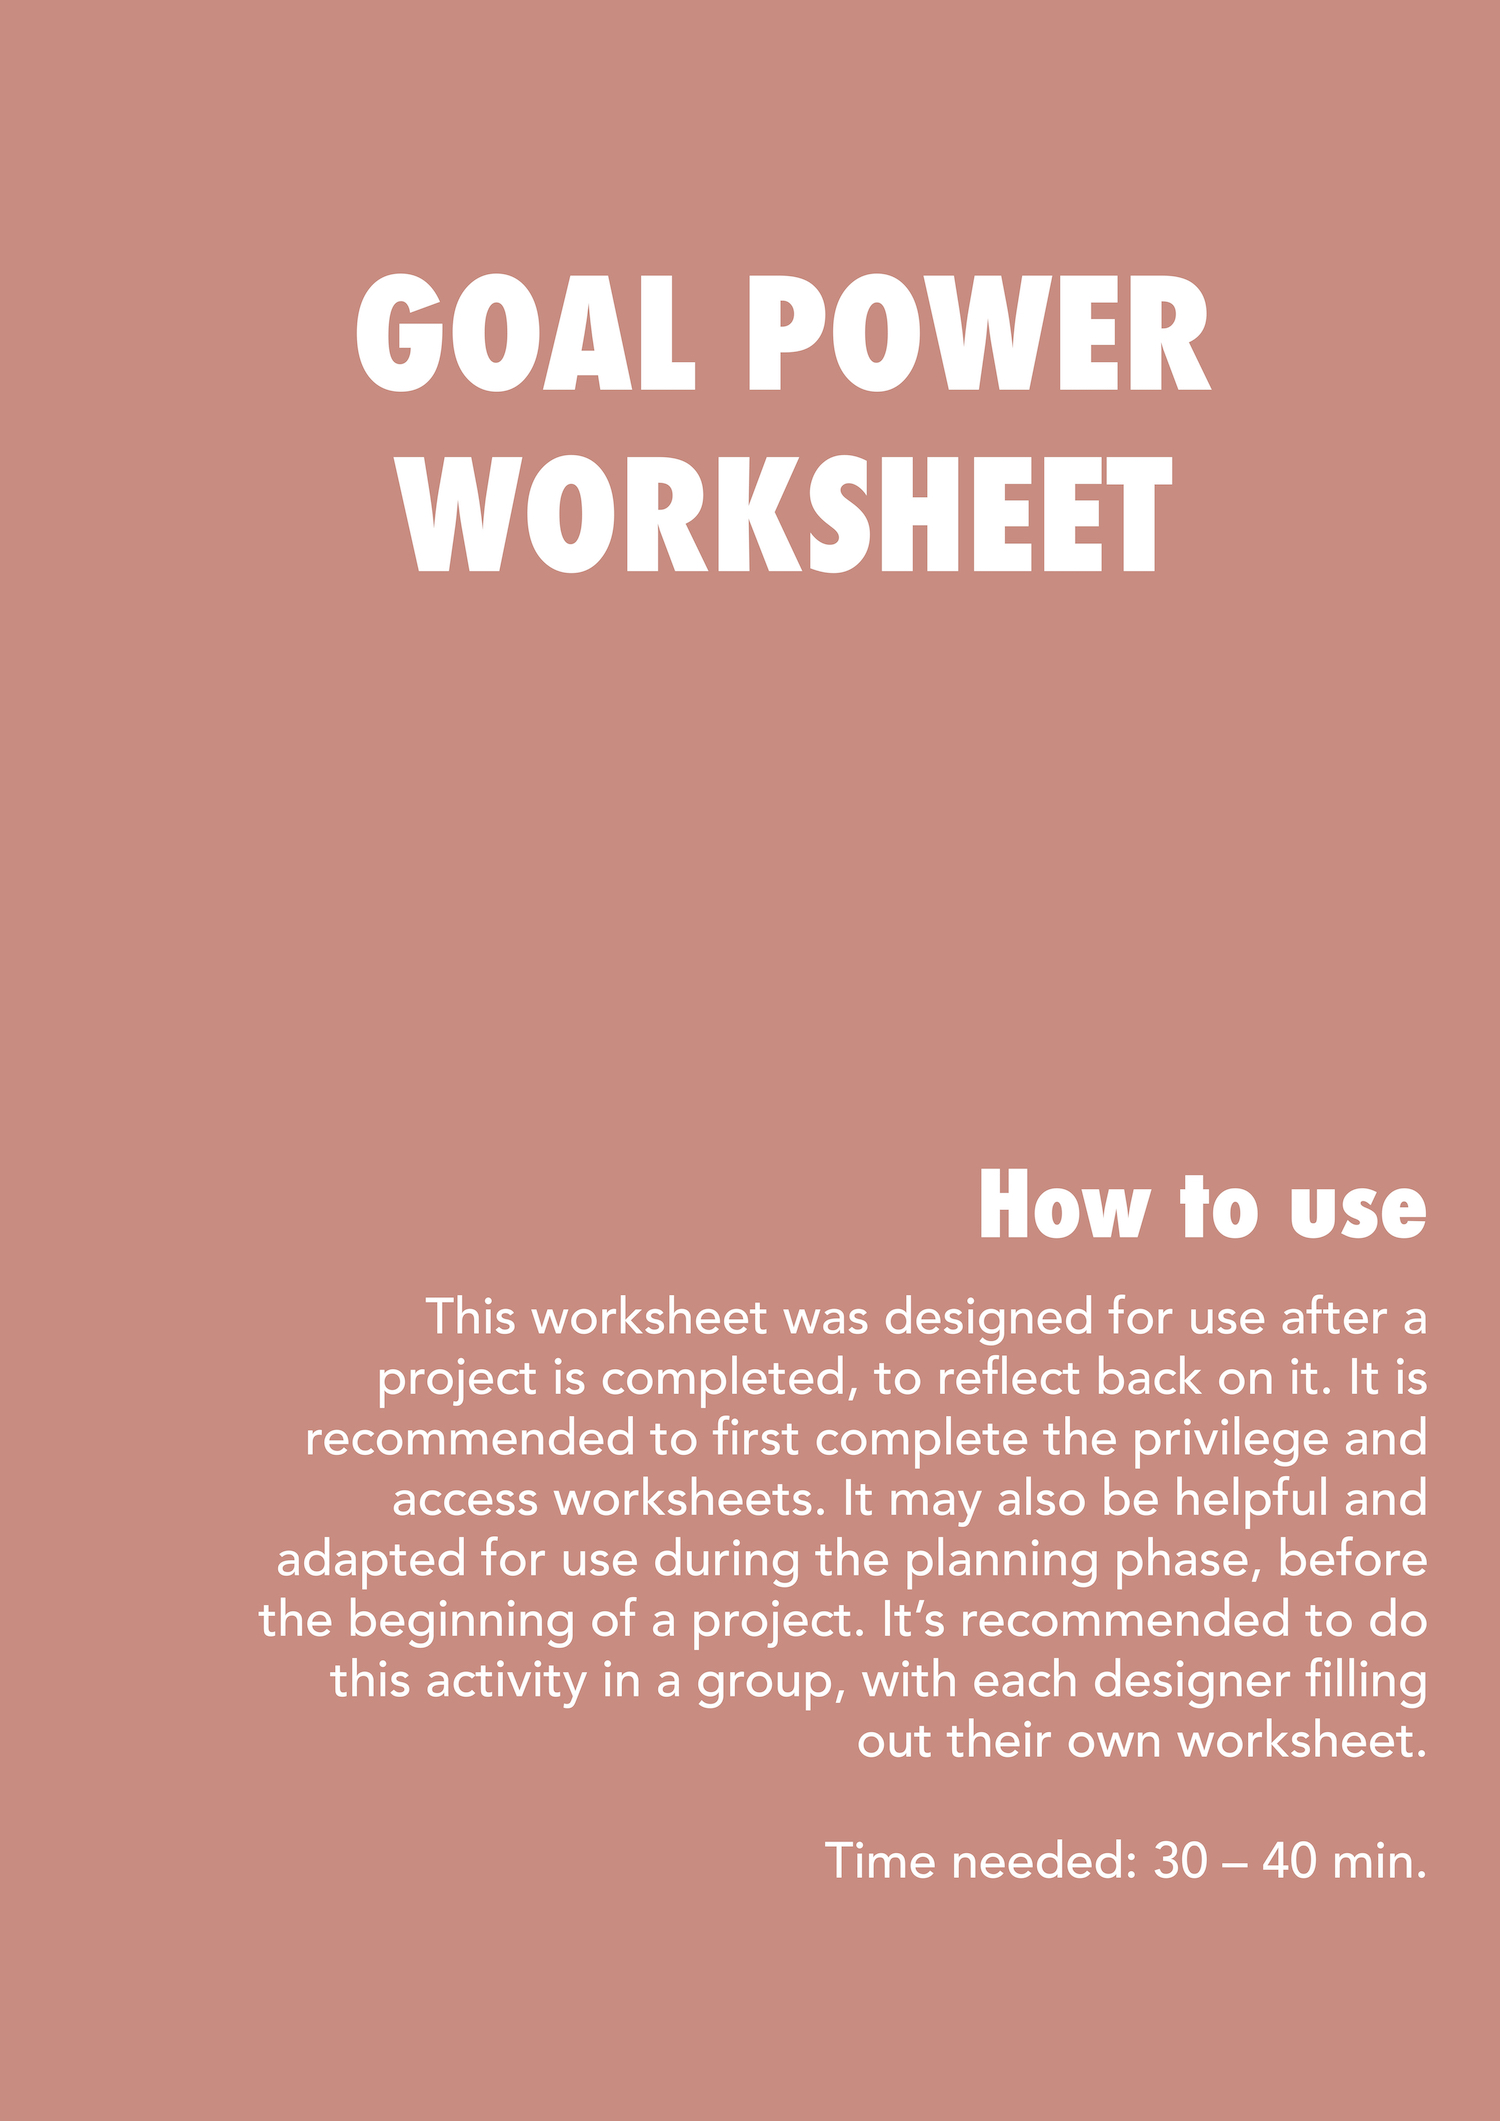 GOAL POWER
WORKSHEET
How to use
This worksheet was designed for use after a
project is completed, to reflect back on it. It is
recommended to first complete the privilege and
access worksheets. It may also be helpful and
adapted for use during the planning phase, before
the beginning of a project. It’s recommended to do
this activity in a group, with each designer filling
out their own worksheet.
Time needed: 30 – 40 min.